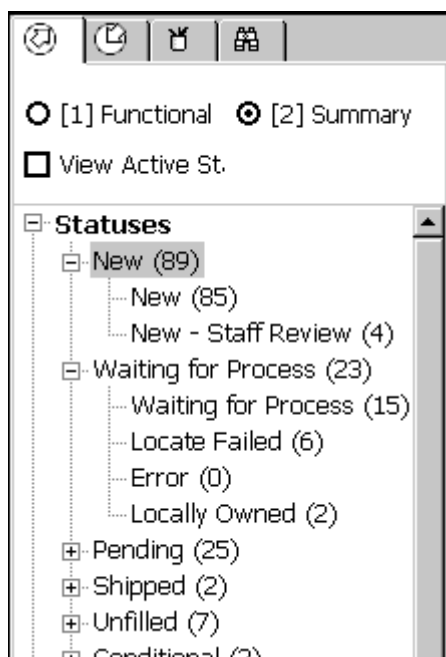 [1] Functional [2] Summary
View Active St.
Statuses
New (89)
New (85)
New - Staff Review (4)
Waiting for Process (23)
Waiting for Process (15)
Locate Failed (6)
Error (0)
Locally Owned (2)
Pending (25)
Shipped (2)
Unfilled (7)
Conditional (2)